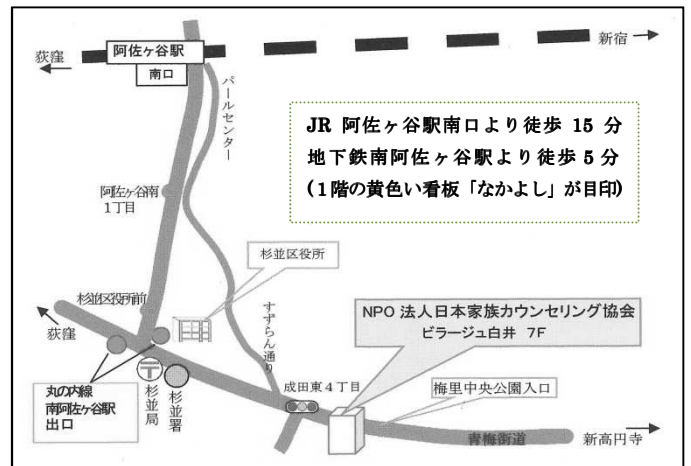 阿佐ヶ谷駅
南口
荻窪
新宿
パールセンター
JR 阿佐ヶ谷駅南口より徒歩 15 分
地下鉄南阿佐ヶ谷駅より徒歩 5 分
(1階の黄色い看板「なかよし」が目印)
阿佐ヶ谷南
1丁目
杉並区役所
杉並区役所前
荻窪
すずらん通り
NPO 法人日本家族カウンセリング協会
ビラージュ白井 7F
丸の内線
南阿佐ヶ谷駅
出口
杉並局
杉並署
成田東4丁目
梅里中央公園入口
青梅街道
新高円寺